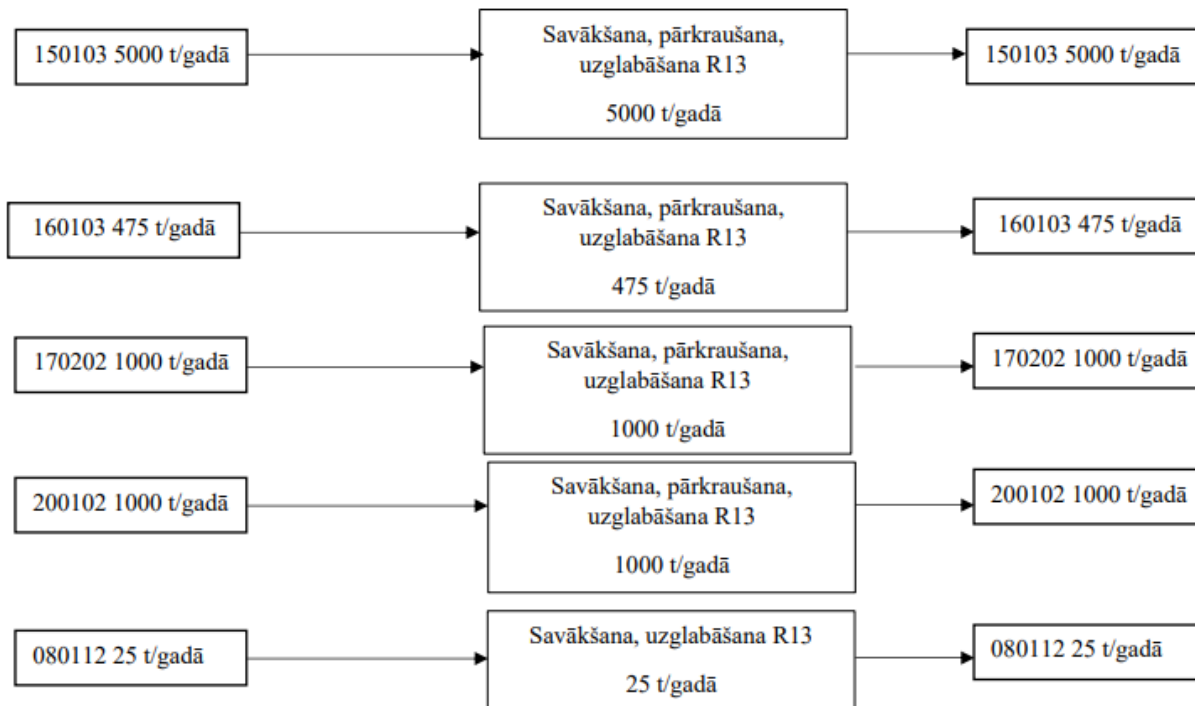 150103 5000 t/gadā
Savākšana, pārkraušana,
uzglabāšana R13
5000 t/gadā
150103 5000 t/gadā
160103 475 t/gadā
Savākšana, pārkraušana,
uzglabāšana R13
475 t/gadā
160103 475 t/gadā
170202 1000 t/gadā
Savākšana, pārkraušana,
uzglabāšana R13
1000 t/gadā
170202 1000 t/gadā
200102 1000 t/gadā
Savākšana, pārkraušana,
uzglabāšana R13
1000 t/gadā
200102 1000 t/gadā
080112 25 t/gadā
Savākšana, uzglabāšana R13
25 t/gadā
080112 25 t/gadā